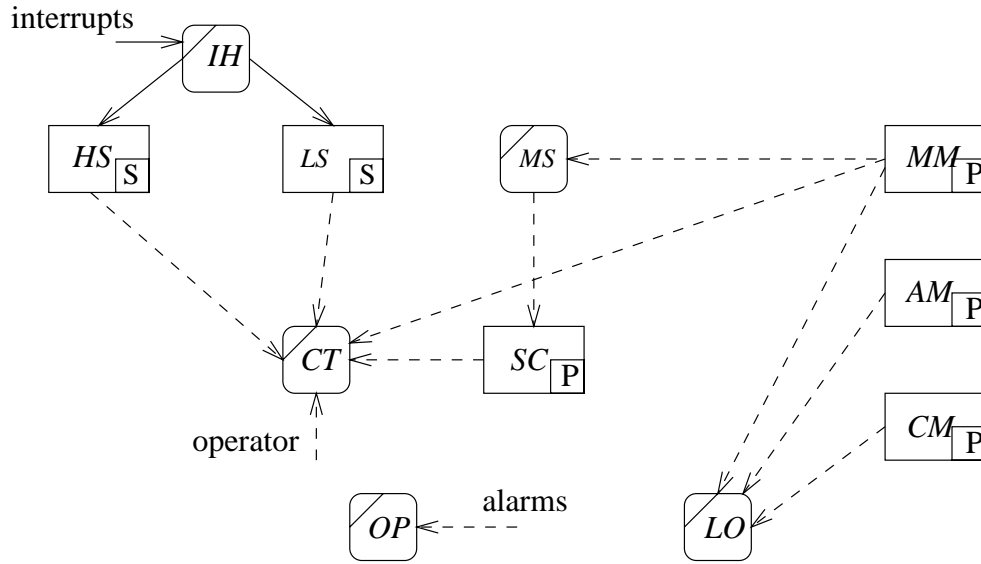 interrupts
IH
HS
S
LS
S
MS
MM
P
AM
P
CT
SC
P
CM
P
operator
OP
alarms
LO